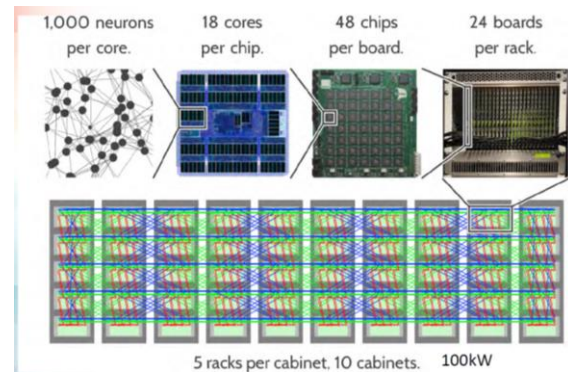 1,000 neurons
per core.
18 cores
per chip.
48 chips
per board.
24 boards
per rack.
5 racks per cabinet, 10 cabinets. 100kW